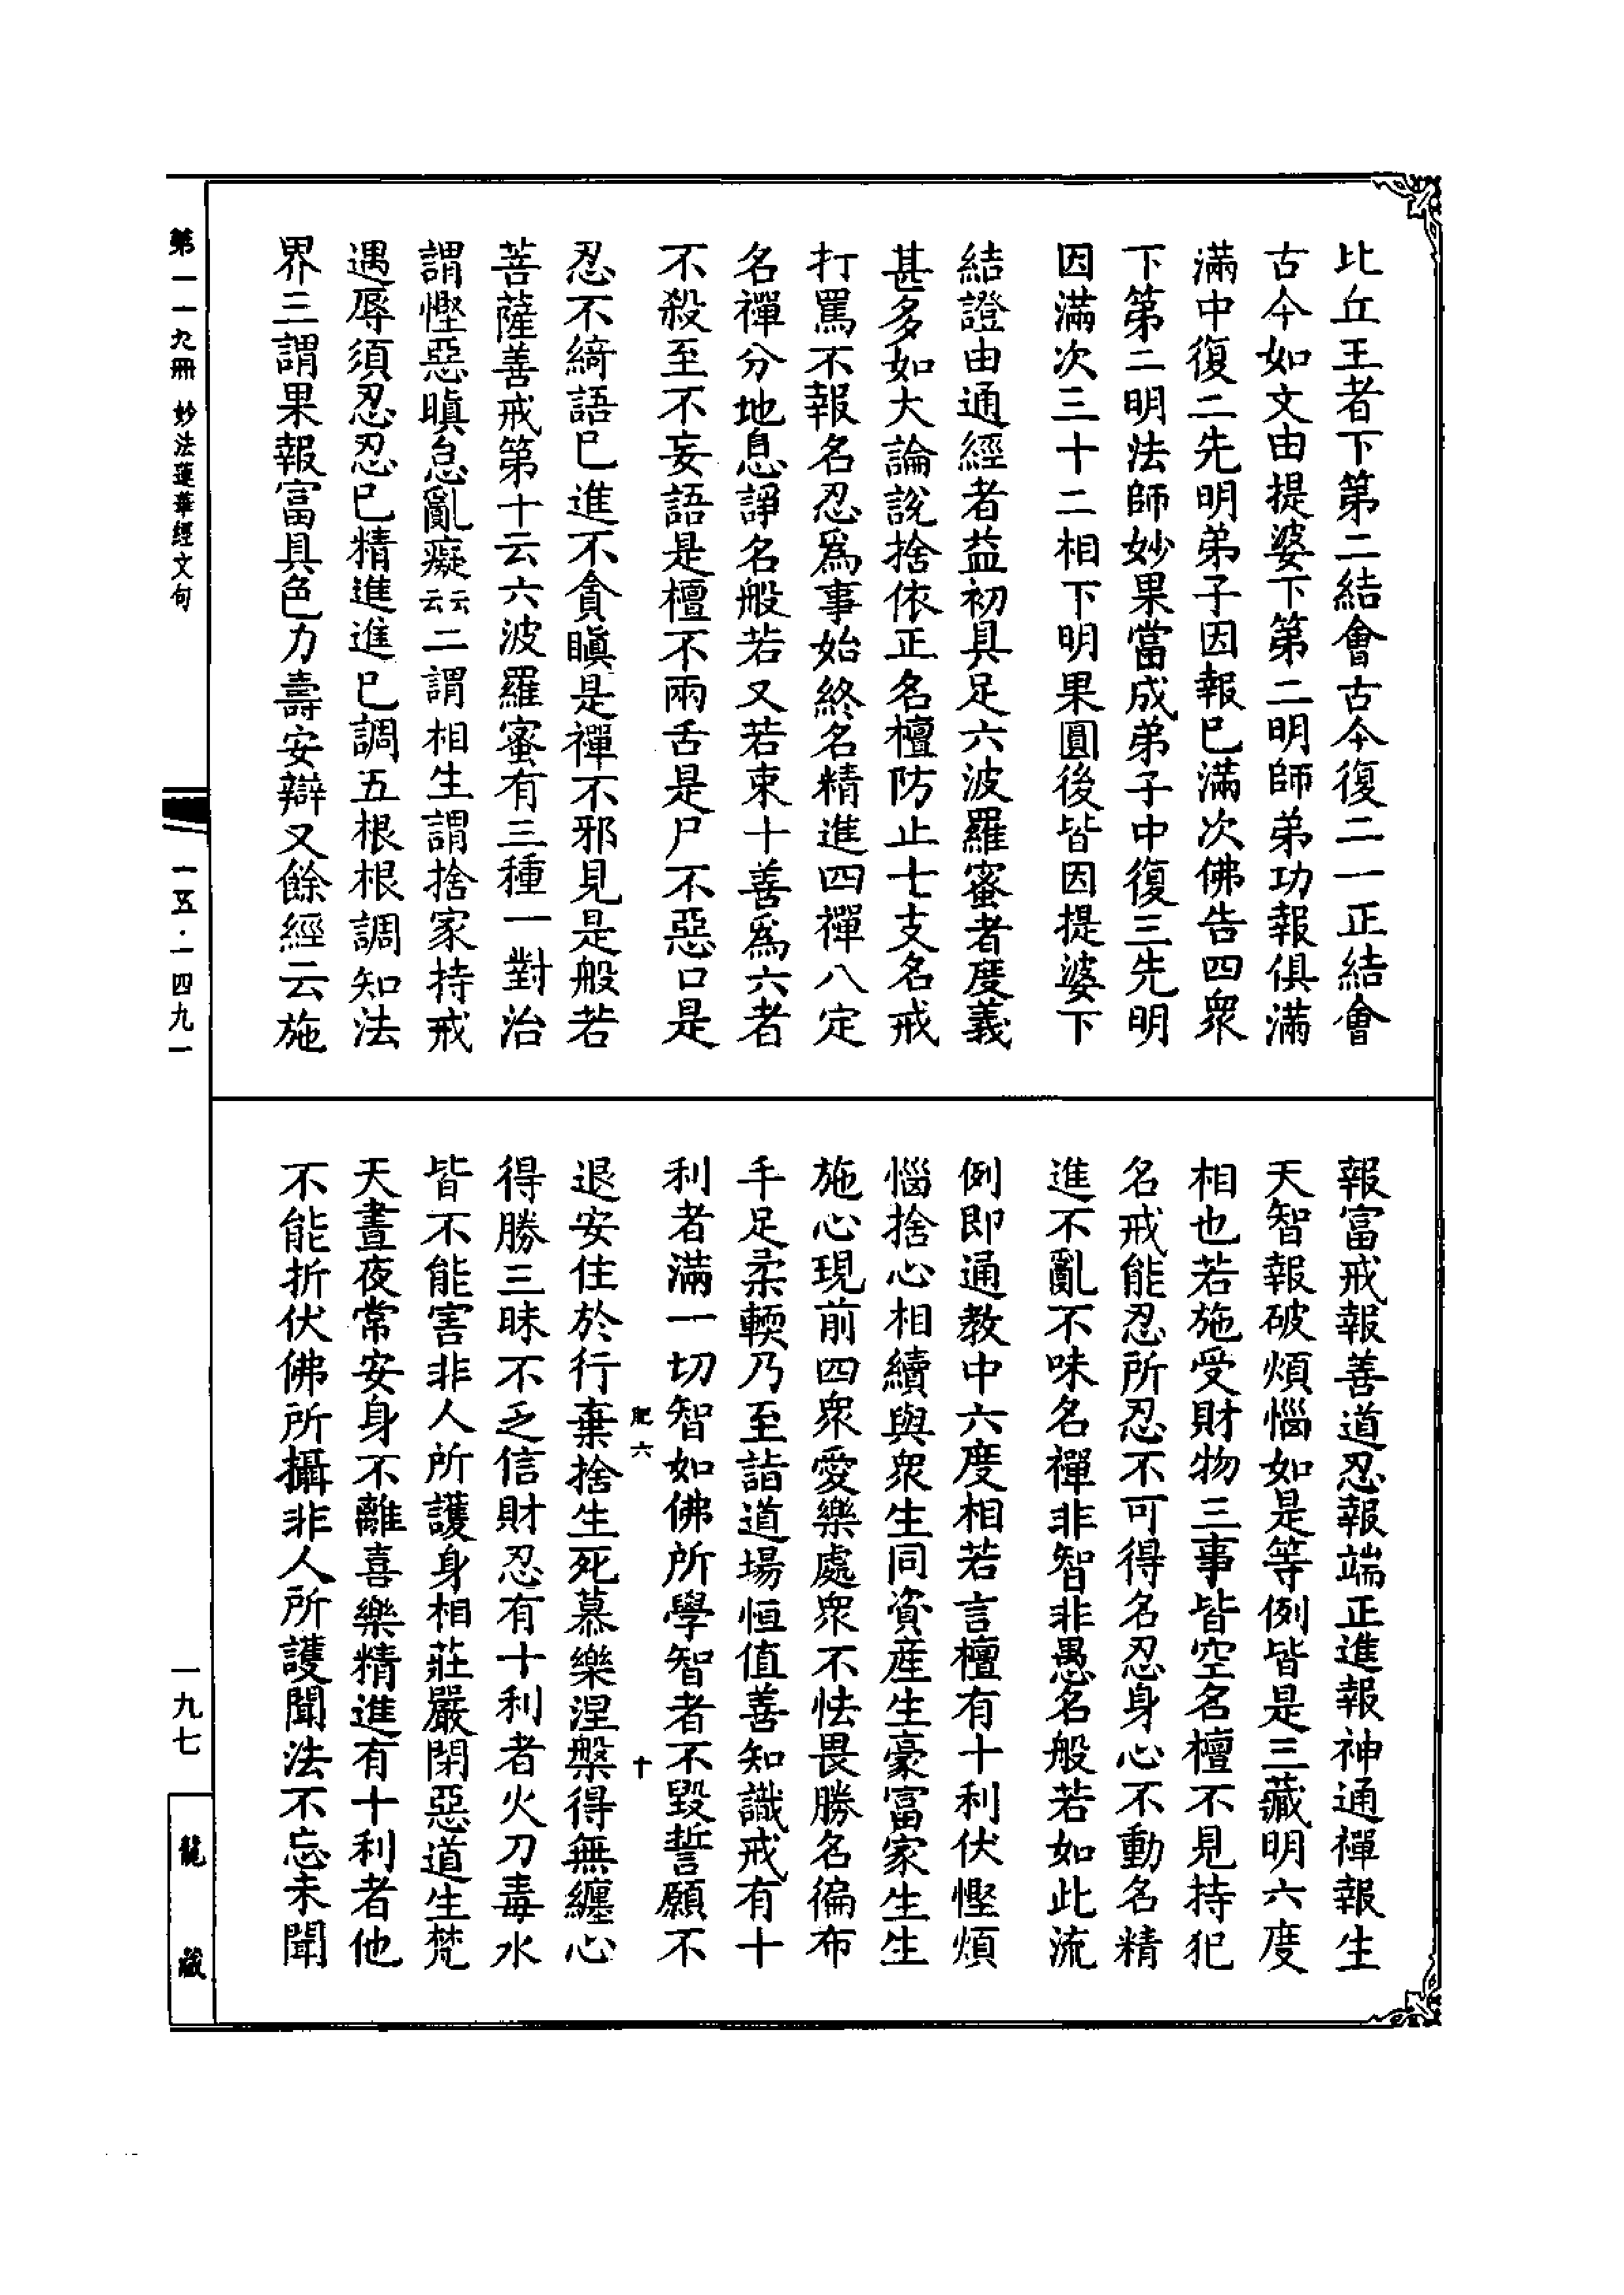 比丘王者下第二結會古今復二一正結會
古今如文由提婆下第二明師弟功報俱滿
滿中復二先明弟子因報巳滿次佛告四衆
下第二明法師妙果當成弟子中復三先明
因滿次三十二相下明果圓後皆因提婆下
結證由通經者益初具足六波羅蜜者度義
甚多如大論說捨依正名檀防止七支名戒
打罵不報名忍爲事始終名精進四禪八定
名禪分地息諍名般若又若束十善爲六者
不殺至不妄語是檀不兩舌是尸不惡口是
忍不綺語巳進不貪瞋是禪不邪見是般若
菩薩善戒第十云六波羅蜜有三種一對治
謂慳惡瞋怠亂癡云云二謂相生謂捨家持戒
遇辱須忍忍巳精進進巳調五根根調知法
界三謂果報富具色力壽安辯又餘經云施
報富戒報善道忍報端正進報神通禪報生
天智報破煩惱如是等例皆是三藏明六度
相也若施受財物三事皆空名檀不見持犯
名戒能忍所忍不可得名忍身心不動名精
進不亂不味名禪非智非愚名般若如此流
例即通教中六度相若言檀有十利伏慳煩
惱捨心相續與衆生同資産生豪富家生生
施心現前四衆愛樂處衆不怯畏勝名徧布
手足柔輭乃至詣道場恒值善知識戒有十
利者滿一切智如佛所學智者不毀誓願不
肥六 十
退安住於行棄捨生死慕樂涅槃得無纏心
得勝三昧不乏信財忍有十利者火刀毒水
皆不能害非人所護身相莊嚴閉惡道生梵
天晝夜常安身不離喜樂精進有十利者他
不能折伏佛所攝非人所護聞法不忘未聞
第一一九冊 妙法蓮華經文句
一五·一四九一
一九七
龍藏